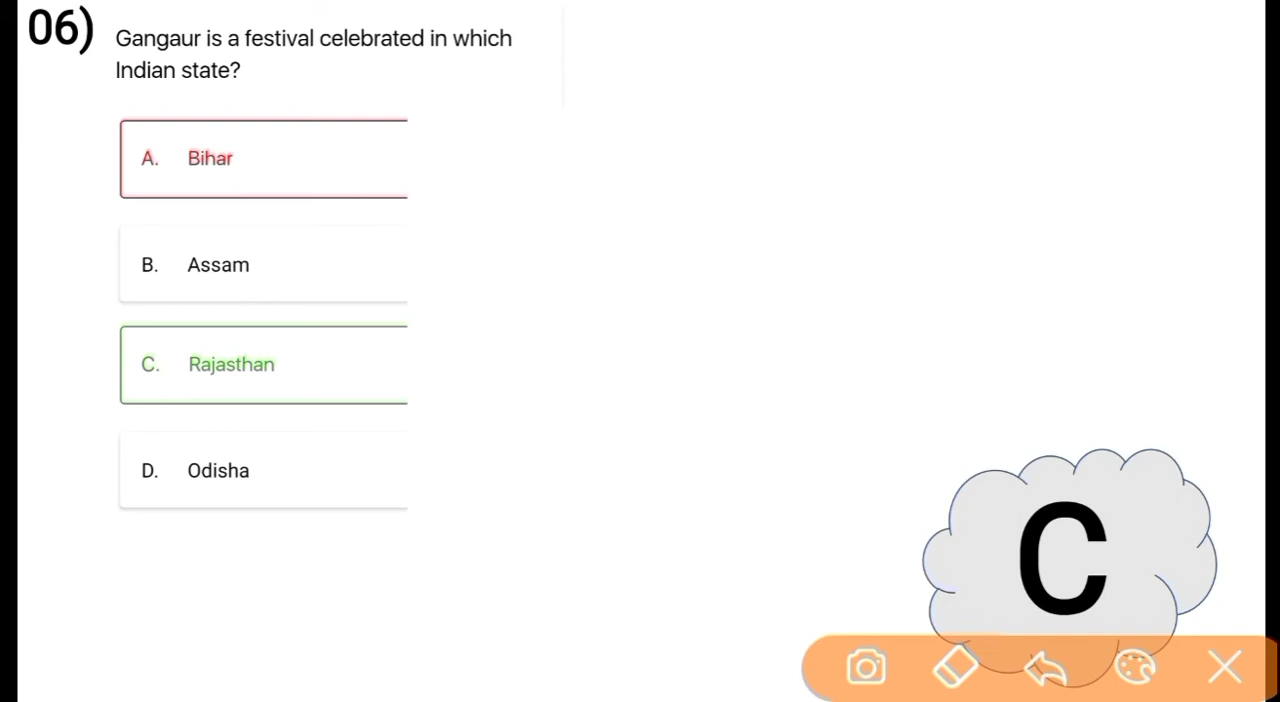 06)
Gangaur is a festival celebrated in which
Indian state?
A. Bihar
B. Assam
C. Rajasthan
D. Odisha
C